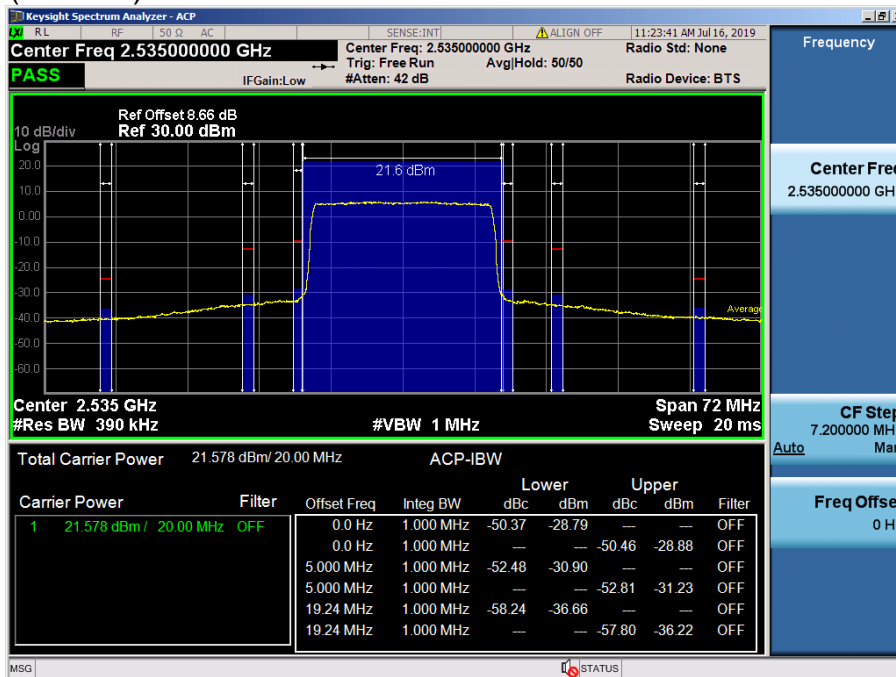 Keysight Spectrum Analyzer - ACP
LXI RL RF 50 Ω AC SENSE:INT ALIGN OFF 11:23:41 AM Jul 16, 2019
Center Freq 2.535000000 GHz
Center Freq: 2.535000000 GHz Radio Std: None
Trig: Free Run Avg|Hold: 50/50
PASS
IFGain:Low #Atten: 42 dB Radio Device: BTS
Frequency
Ref Offset 8.66 dB
10 dB/div Ref 30.00 dBm
Log
20.0
21.6 dBm
10.0
0.00
-10.0
-20.0
-30.0
-40.0
Average
-50.0
-60.0
Center Freq
2.535000000 GH
Center 2.535 GHz Span 72 MHz
#Res BW 390 kHz #VBW 1 MHz Sweep 20 ms
CF Step
7.200000 MH
Auto Man
Freq Offset
0 H
Total Carrier Power 21.578 dBm/ 20.00 MHz ACP-IBW
Lower Upper
Carrier Power Filter Offset Freq Integ BW dBc dBm dBc dBm Filter
1 21.578 dBm / 20.00 MHz OFF 0.0 Hz 1.000 MHz -50.37 -28.79 --- --- OFF
0.0 Hz 1.000 MHz --- --- -50.46 -28.88 OFF
5.000 MHz 1.000 MHz -52.48 -30.90 --- --- OFF
5.000 MHz 1.000 MHz --- --- -52.81 -31.23 OFF
19.24 MHz 1.000 MHz -58.24 -36.66 --- --- OFF
19.24 MHz 1.000 MHz --- --- -57.80 -36.22 OFF
MSG STATUS